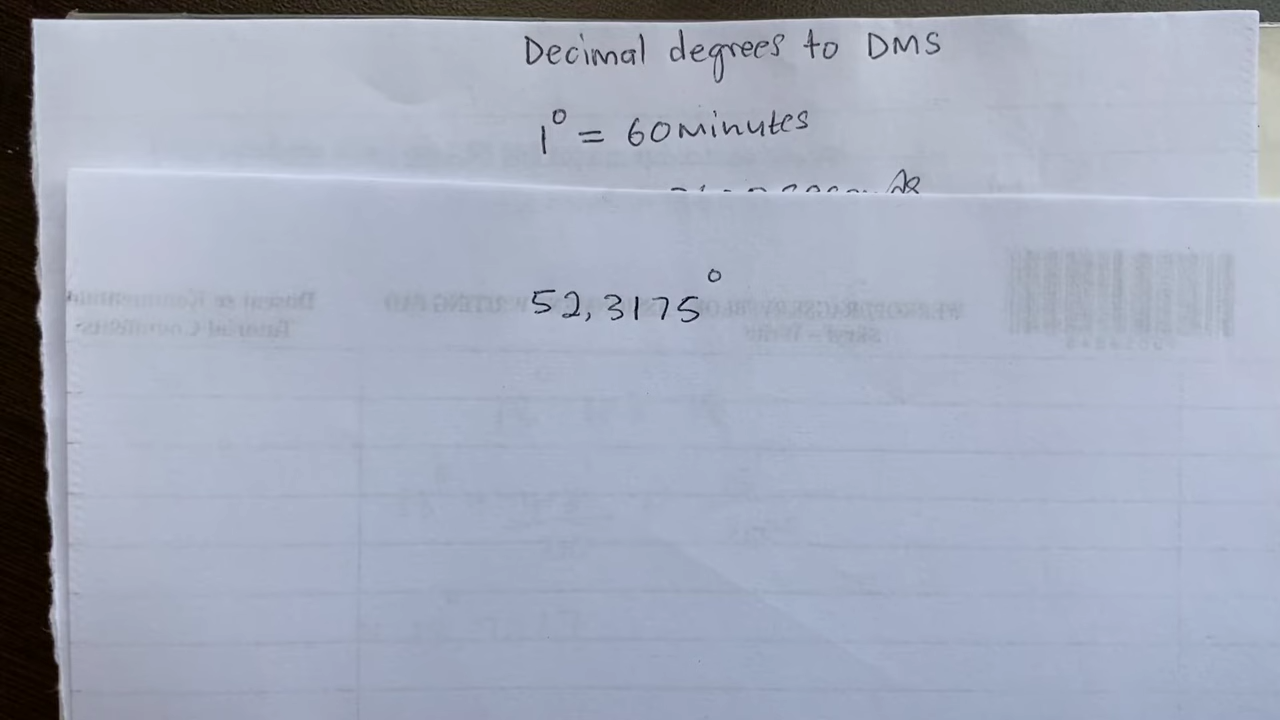 Decimal degrees to DMS
1° = 60 minutes
52,3175°